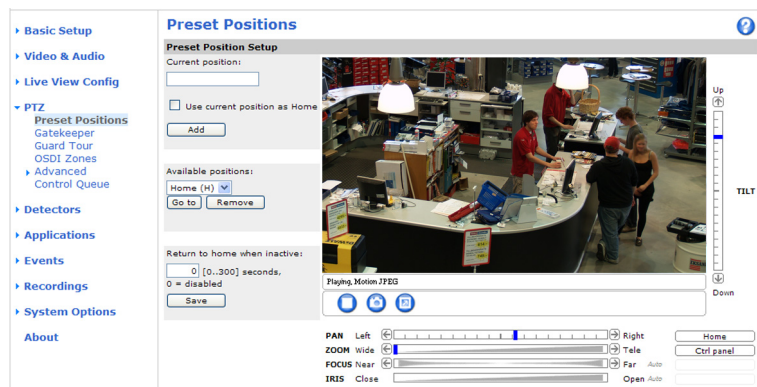 Basic Setup
Video & Audio
Live View Config
PTZ
Preset Positions
Gatekeeper
Guard Tour
OSDI Zones
Advanced
Control Queue
Detectors
Applications
Events
Recordings
System Options
About
Preset Positions
?
Preset Position Setup
Current position:
Use current position as Home
Add
Available positions:
Home (H)
Go to Remove
Return to home when inactive:
0 [0..300] seconds,
0 = disabled
Save
Playing, Motion JPEG
Up
TILT
Down
PAN Left Right Home
ZOOM Wide Tele Ctrl panel
FOCUS Near Far Auto
IRIS Close Open Auto